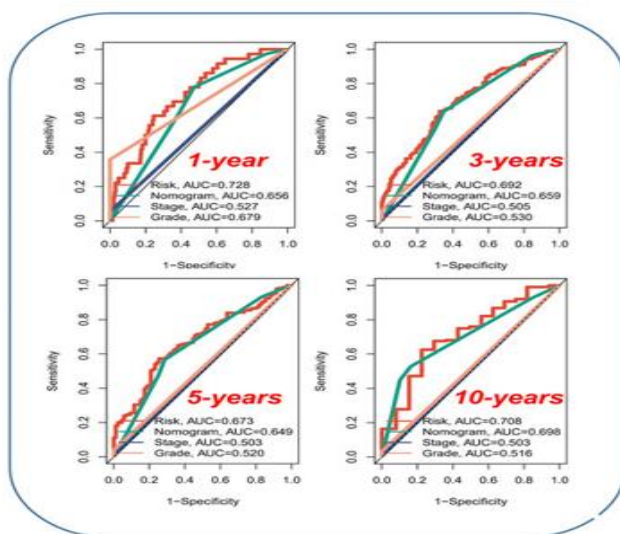 Sensitivity
0.0 0.2 0.4 0.6 0.8 1.0
1-year
Risk, AUC=0.728
Nomogram, AUC=0.656
Stage, AUC=0.527
Grade, AUC=0.679
0.0 0.2 0.4 0.6 0.8 1.0
1-Specificity
Sensitivity
0.0 0.2 0.4 0.6 0.8 1.0
3-years
Risk, AUC=0.692
Nomogram, AUC=0.659
Stage, AUC=0.505
Grade, AUC=0.530
0.0 0.2 0.4 0.6 0.8 1.0
1-Specificity
Sensitivity
0.0 0.2 0.4 0.6 0.8 1.0
5-years
Risk, AUC=0.673
Nomogram, AUC=0.649
Stage, AUC=0.503
Grade, AUC=0.520
0.0 0.2 0.4 0.6 0.8 1.0
1-Specificity
Sensitivity
0.0 0.2 0.4 0.6 0.8 1.0
10-years
Risk, AUC=0.708
Nomogram, AUC=0.698
Stage, AUC=0.503
Grade, AUC=0.516
0.0 0.2 0.4 0.6 0.8 1.0
1-Specificity